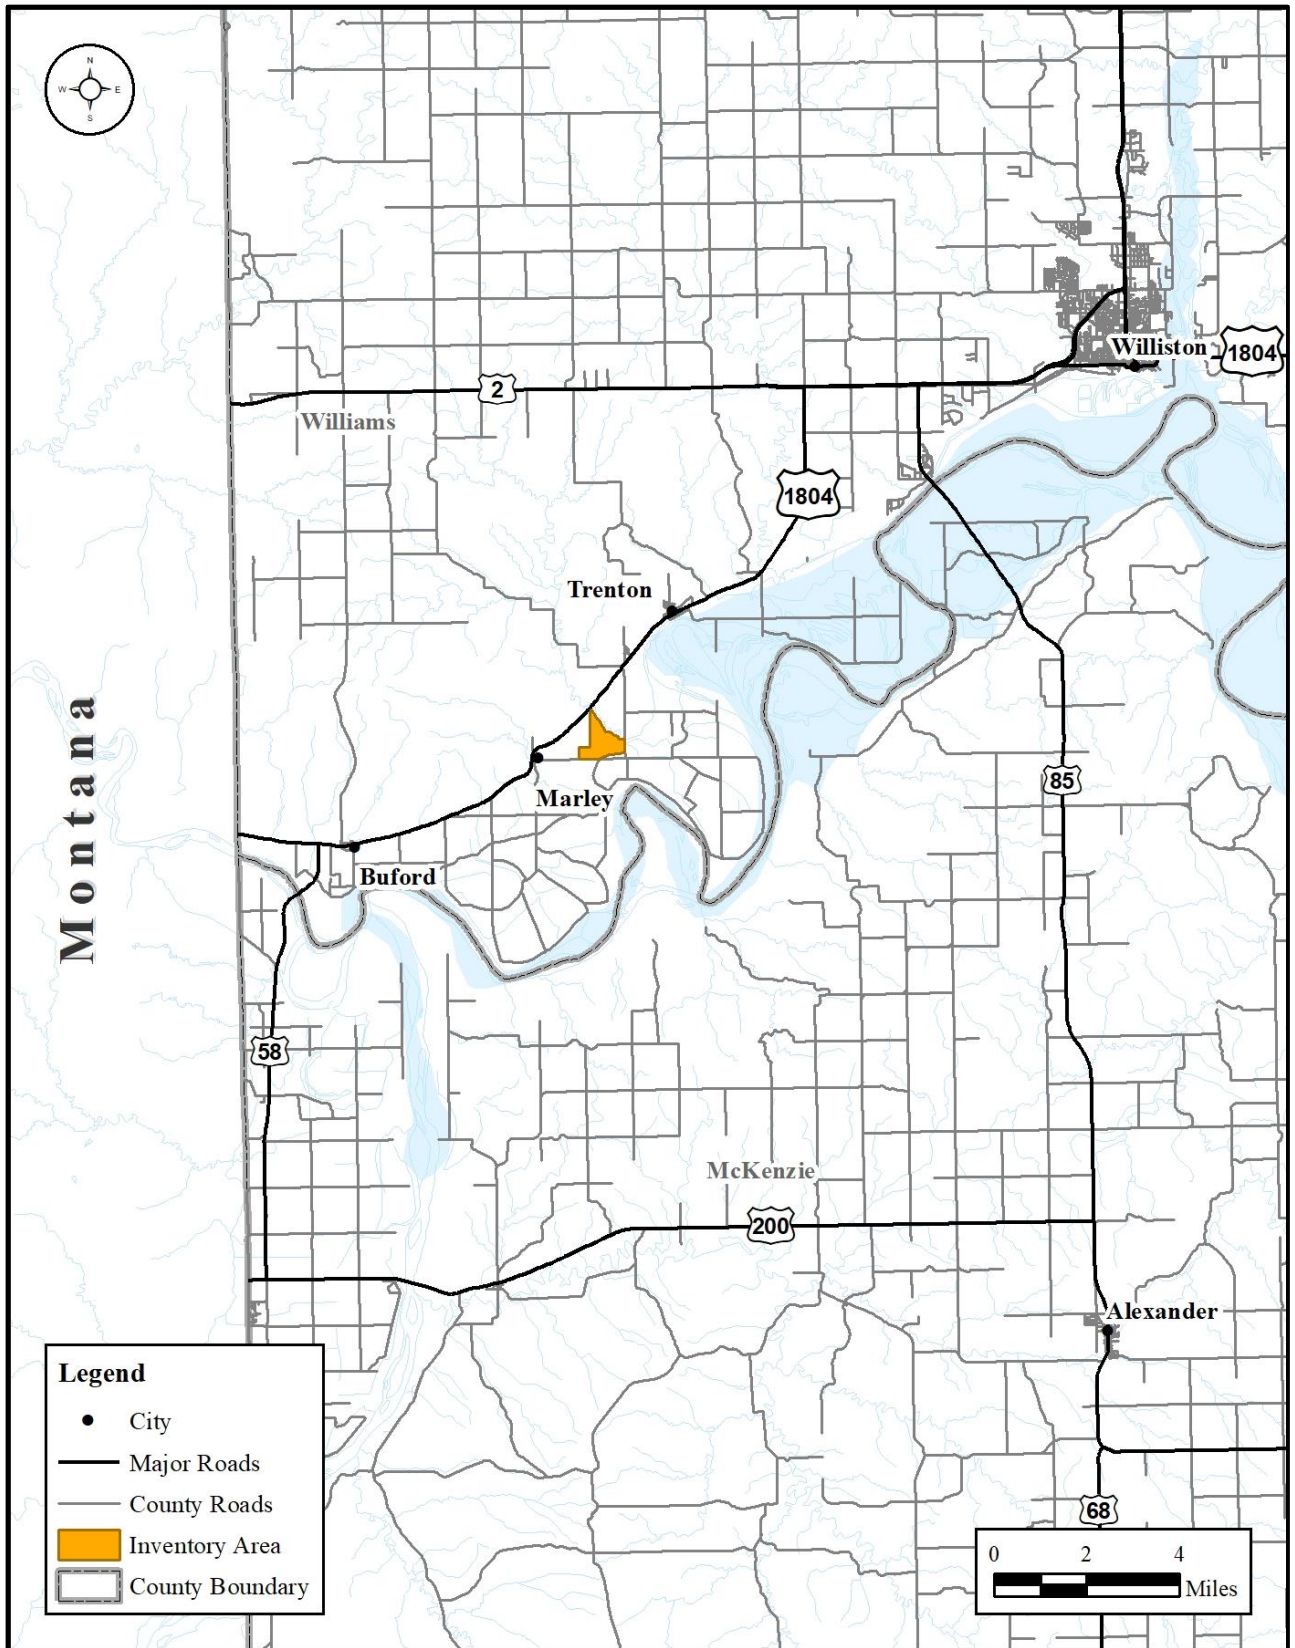 N
W E
S
Williston
1804
2
Williams
1804
Trenton
Montana
85
Marley
Buford
58
McKenzie
200
Alexander
Legend
City
Major Roads
County Roads
Inventory Area
County Boundary
68
0 2 4
Miles